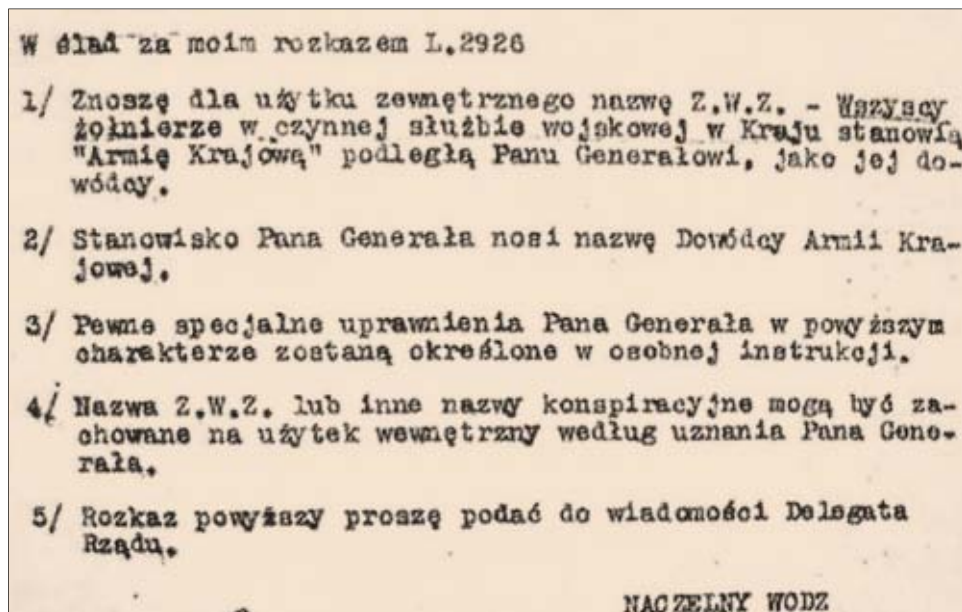 W ślad za moim rozkazem L.2926
1/ Znoszę dla użytku zewnętrznego nazwę Z.W.Z. - Wszyscy
żołnierze w czynnej służbie wojskowej w Kraju stanowią
"Armię Krajową" podległą Panu Generałowi, jako jej do-
wódcy.
2/ Stanowisko Pana Generała nosi nazwę Dowódcy Armii Kra-
jowej.
3/ Pewne specjalne uprawnienia Pana Generała w powyższym
charakterze zostaną określone w osobnej instrukcji.
4/ Nazwa Z.W.Z. lub inne nazwy konspiracyjne mogą być za-
chowane na użytek wewnętrzny według uznania Pana Gene-
rała.
5/ Rozkaz powyższy proszę podać do wiadomości Delegata
Rządu.
NACZELNY WODZ